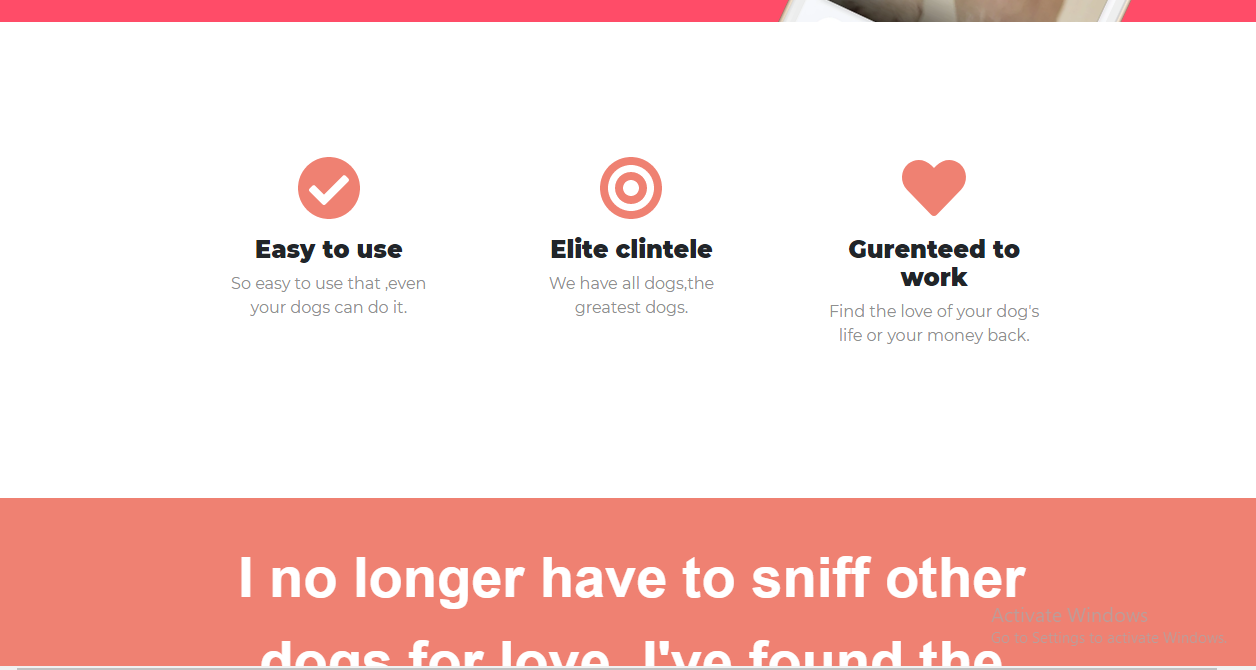 Easy to use
So easy to use that ,even
your dogs can do it.
Elite clintele
We have all dogs,the
greatest dogs.
Gurenteed to
work
Find the love of your dog's
life or your money back.
I no longer have to sniff other
dogs for love. I've found the
Activate Windows
Go to Settings to activate Windows.